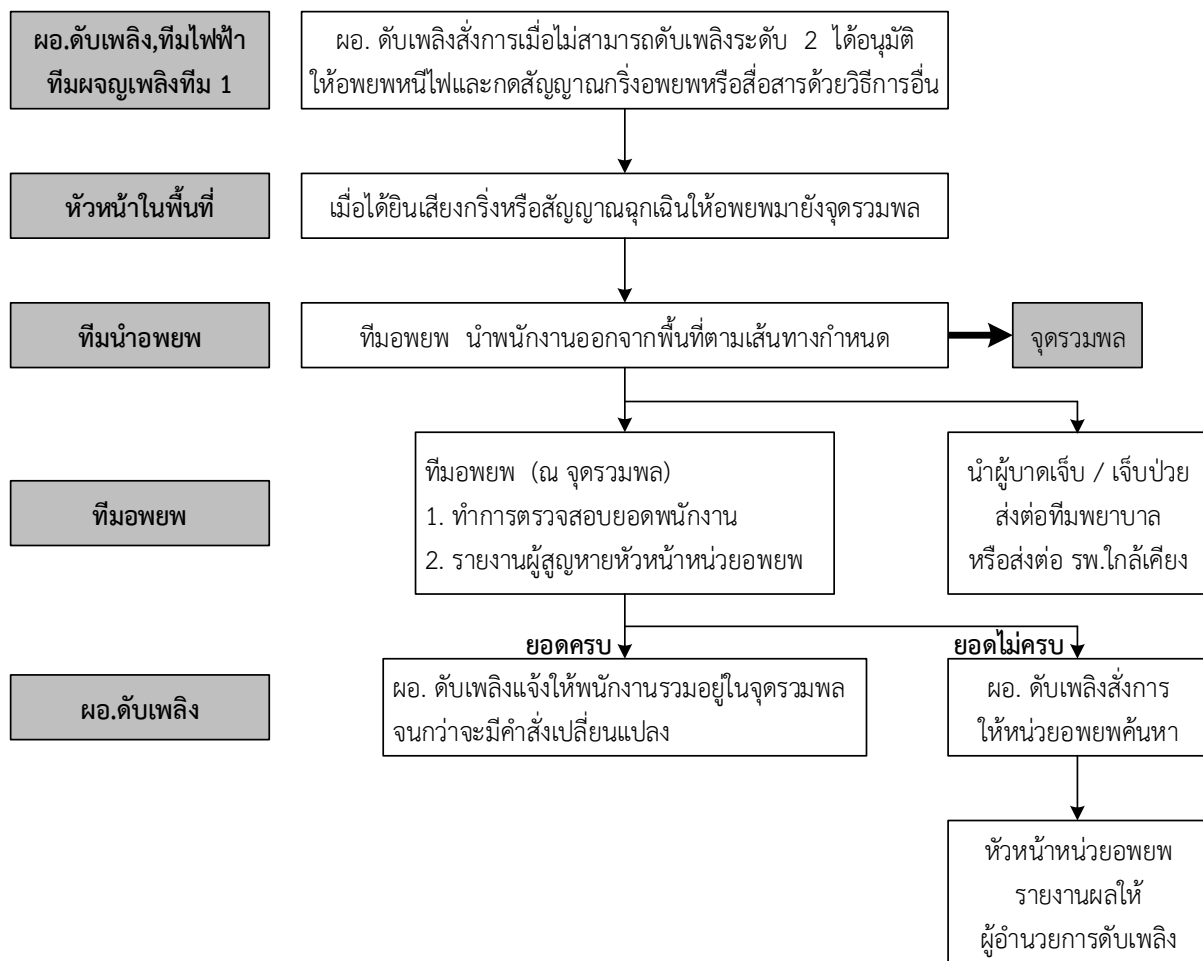 ผอ.ดับเพลิง,ทีมไฟฟ้า
ทีมผจญเพลิงทีม 1
ผอ. ดับเพลิงสั่งการเมื่อไม่สามารถดับเพลิงระดับ 2 ได้อนุมัติ
ให้อพยพหนีไฟและกดสัญญาณกริ่งอพยพหรือสื่อสารด้วยวิธีการอื่น
หัวหน้าในพื้นที่
เมื่อได้ยินเสียงกริ่งหรือสัญญาณฉุกเฉินให้อพยพมายังจุดรวมพล
ทีมนำอพยพ
ทีมอพยพ นำพนักงานออกจากพื้นที่ตามเส้นทางกำหนด
จุดรวมพล
ทีมอพยพ
ทีมอพยพ (ณ จุดรวมพล)
1. ทำการตรวจสอบยอดพนักงาน
2. รายงานผู้สูญหายหัวหน้าหน่วยอพยพ
นำผู้บาดเจ็บ / เจ็บป่วย
ส่งต่อทีมพยาบาล
หรือส่งต่อ รพ.ใกล้เคียง
ยอดครบ
ยอดไม่ครบ
ผอ.ดับเพลิง
ผอ. ดับเพลิงแจ้งให้พนักงานรวมอยู่ในจุดรวมพล
จนกว่าจะมีคำสั่งเปลี่ยนแปลง
ผอ. ดับเพลิงสั่งการ
ให้หน่วยอพยพค้นหา
หัวหน้าหน่วยอพยพ
รายงานผลให้
ผู้อำนวยการดับเพลิง